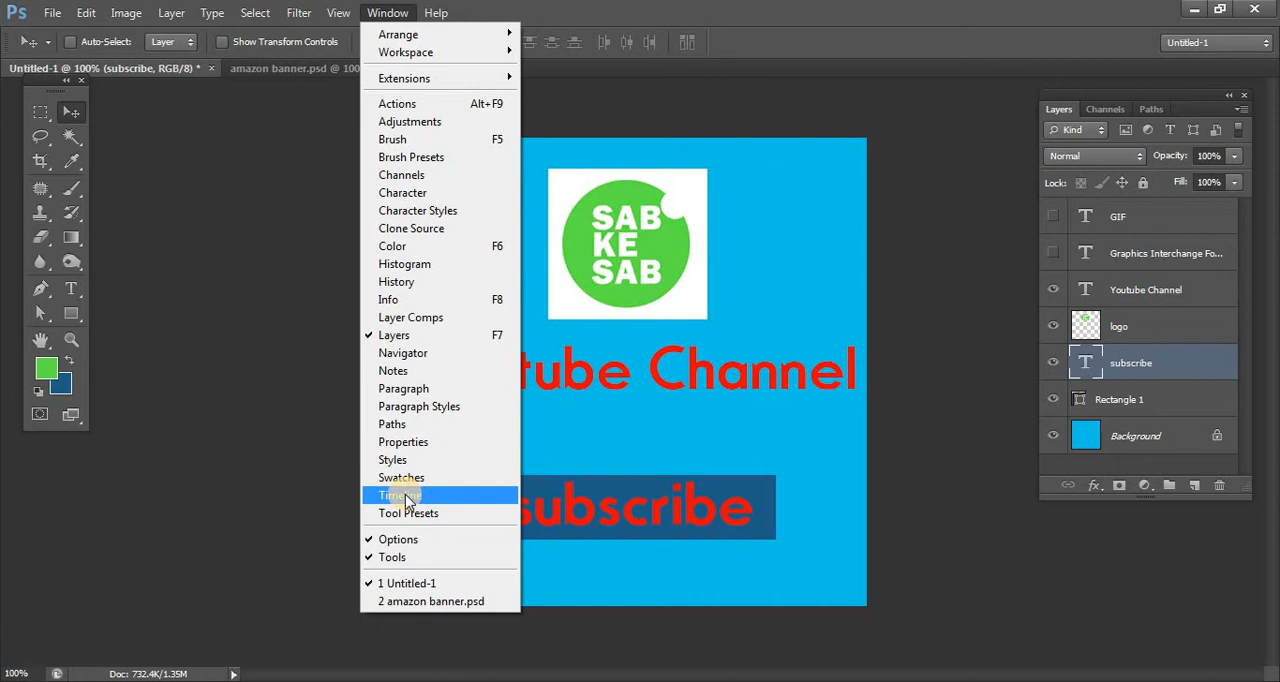 Ps File Edit Image Layer Type Select Filter View Window Help
Auto-Select: Layer Show Transform Controls Untitled-1
Untitled-1 @ 100% (subscribe, RGB/8) * × amazon banner.psd @ 100
Arrange
Workspace
Extensions
Actions Alt+F9
Adjustments
Brush F5
Brush Presets
Channels
Character
Character Styles
Clone Source
Color F6
Histogram
History
Info F8
Layer Comps
Layers F7
Navigator
Notes
Paragraph
Paragraph Styles
Paths
Properties
Styles
Swatches
Timeline
Tool Presets
Options
Tools
1 Untitled-1
2 amazon banner.psd
SAB
KE
SAB
tube Channel
subscribe
Layers Channels Paths
Kind
Normal Opacity: 100%
Lock: Fill: 100%
GIF
Graphics Interchange Fo...
Youtube Channel
logo
subscribe
Rectangle 1
Background
100% Doc: 732.4K/1.35M